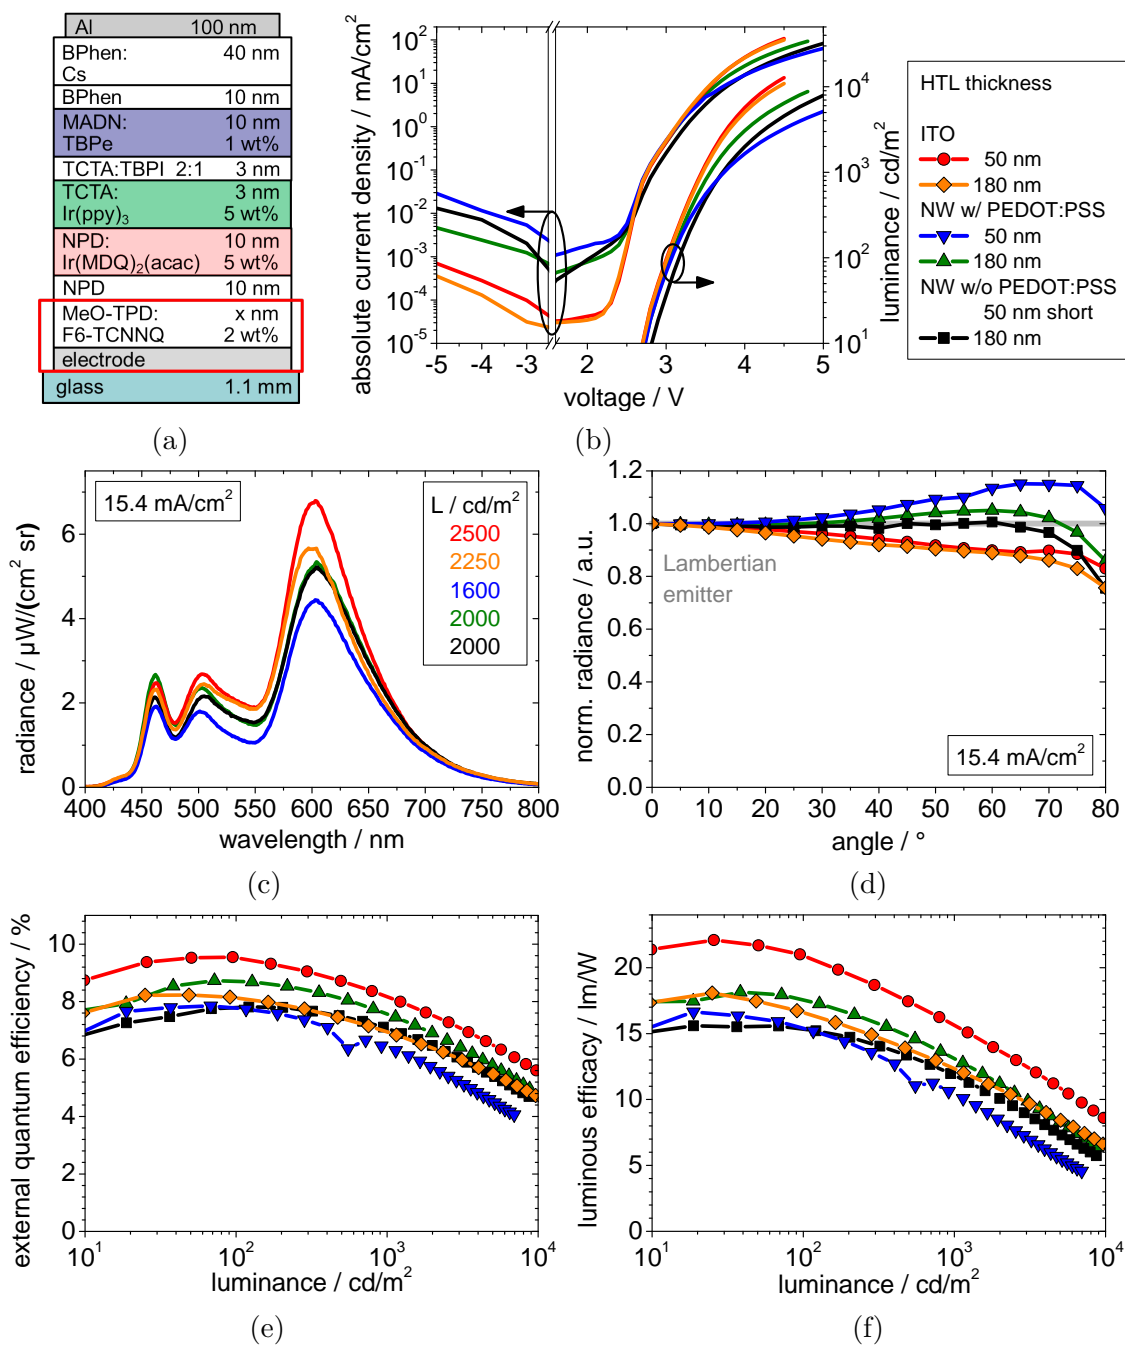 Al 100 nm
BPhen: 40 nm
Cs
BPhen 10 nm
MADN: 10 nm
TBPe 1 wt%
TCTA:TBPI 2:1 3 nm
TCTA: 3 nm
Ir(ppy)3 5 wt%
NPD: 10 nm
Ir(MDQ)2(acac) 5 wt%
NPD 10 nm
MeO-TPD: x nm
F6-TCNNQ 2 wt%
electrode
glass 1.1 mm
(a)
absolute current density / mA/cm2
10^2
10^1
10^0
10^-1
10^-2
10^-3
10^-4
10^-5
-5 -4 -3 2 3 4 5
voltage / V
10^4
10^3
10^2
10^1
luminance / cd/m2
(b)
HTL thickness
ITO
50 nm
180 nm
NW w/ PEDOT:PSS
50 nm
180 nm
NW w/o PEDOT:PSS
50 nm short
180 nm
radiance / µW/(cm2 sr)
6
4
2
0
15.4 mA/cm2
L / cd/m2
2500
2250
1600
2000
2000
400 450 500 550 600 650 700 750 800
wavelength / nm
(c)
norm. radiance / a.u.
1.2
1.0
0.8
0.6
0.4
0.2
0.0
Lambertian
emitter
15.4 mA/cm2
0 10 20 30 40 50 60 70 80
angle / °
(d)
external quantum efficiency / %
10
8
6
4
2
0
10^1 10^2 10^3 10^4
luminance / cd/m2
(e)
luminous efficacy / lm/W
20
15
10
5
0
10^1 10^2 10^3 10^4
luminance / cd/m2
(f)